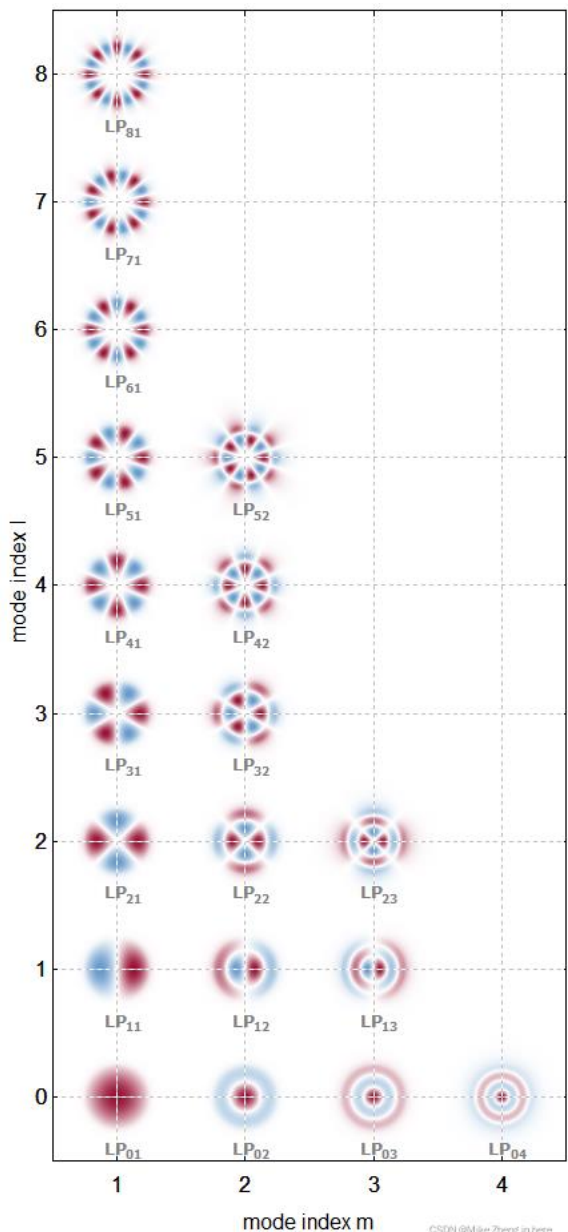 8
LP₈₁
7
LP₇₁
6
LP₆₁
5
LP₅₁ LP₅₂
4
LP₄₁ LP₄₂
3
LP₃₁ LP₃₂
2
LP₂₁ LP₂₂ LP₂₃
1
LP₁₁ LP₁₂ LP₁₃
0
LP₀₁ LP₀₂ LP₀₃ LP₀₄
mode index l
1 2 3 4
mode index m